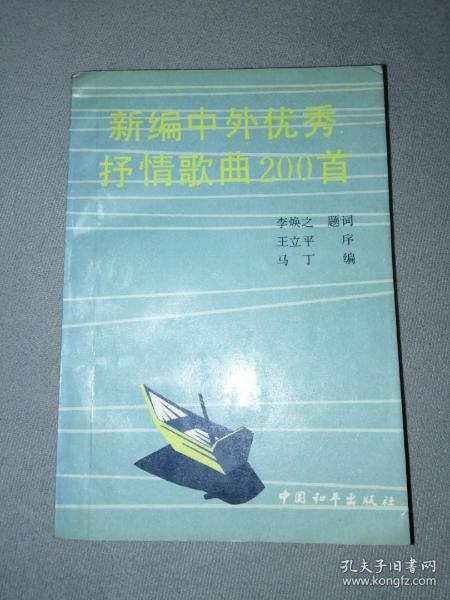 新编中外优秀
抒情歌曲200首
李焕之 题词
王立平 序
马丁 编
中国和平出版社
孔夫子旧书网
www.kongfz.com